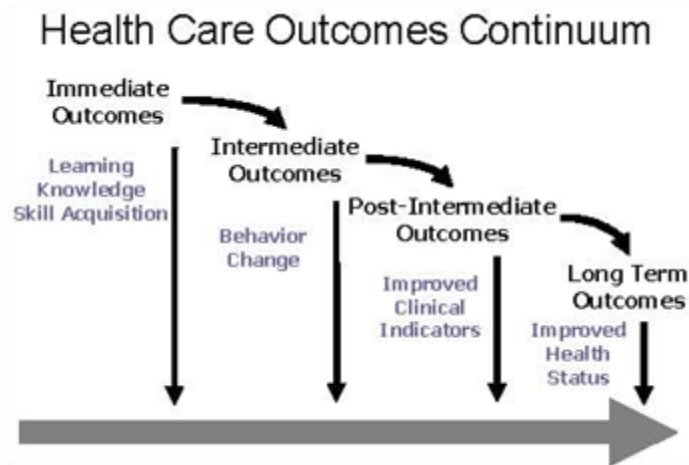 Health Care Outcomes Continuum
Immediate
Outcomes
Learning
Knowledge
Skill Acquisition
Intermediate
Outcomes
Behavior
Change
Post-Intermediate
Outcomes
Improved
Clinical
Indicators
Long Term
Outcomes
Improved
Health
Status